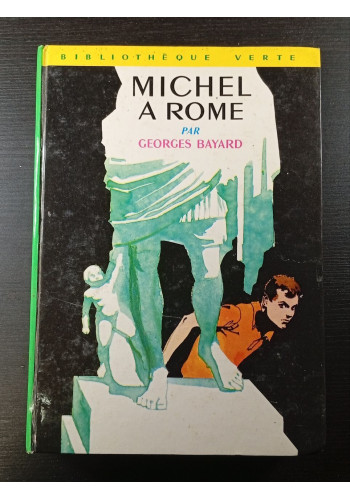 BIBLIOTHÈQUE VERTE
MICHEL
A ROME
PAR
GEORGES BAYARD